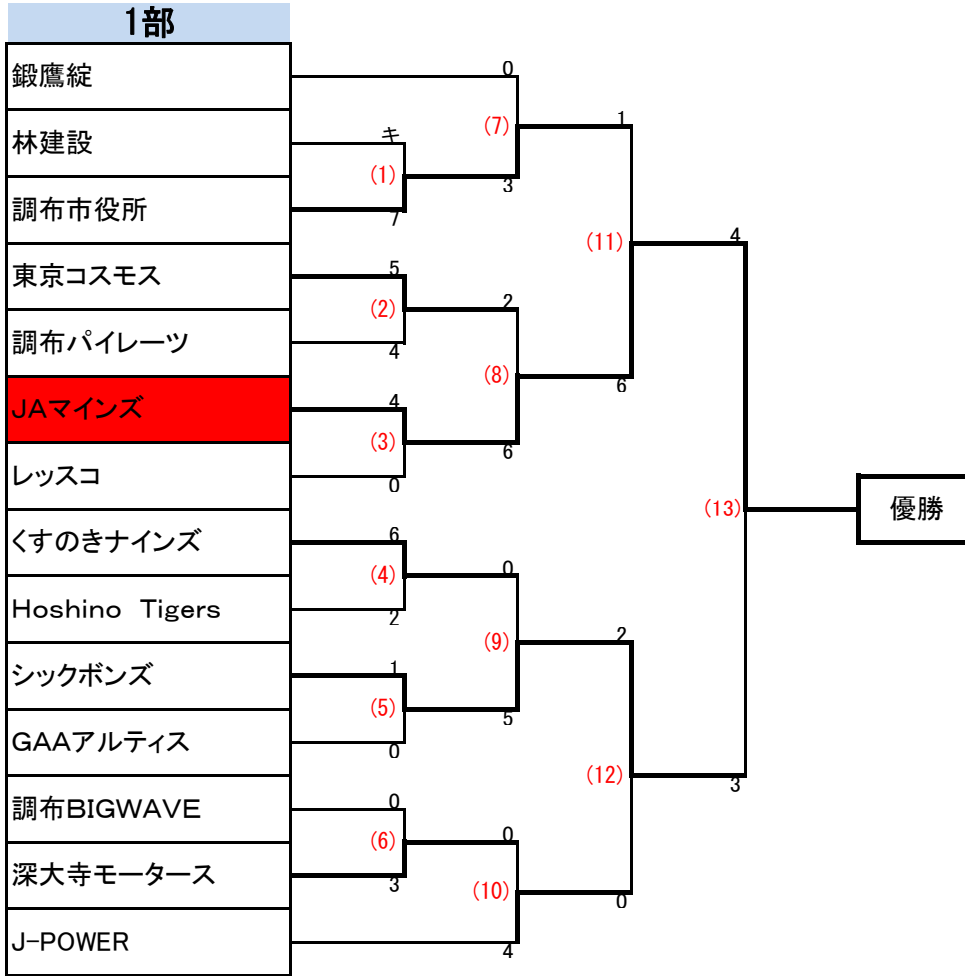 1部
鍛鷹綻
0
林建設
キ
(7)
1
(1)
3
調布市役所
7
(11)
4
東京コスモス
5
(2)
2
調布パイレーツ
4
(8)
6
JAマインズ
4
(3)
6
レッスコ
0
(13)
優勝
くすのきナインズ
6
(4)
0
Hoshino Tigers
2
(9)
2
シックボンズ
1
(5)
5
GAAアルティス
0
(12)
3
調布BIGWAVE
0
(6)
0
深大寺モータース
3
(10)
0
J-POWER
4